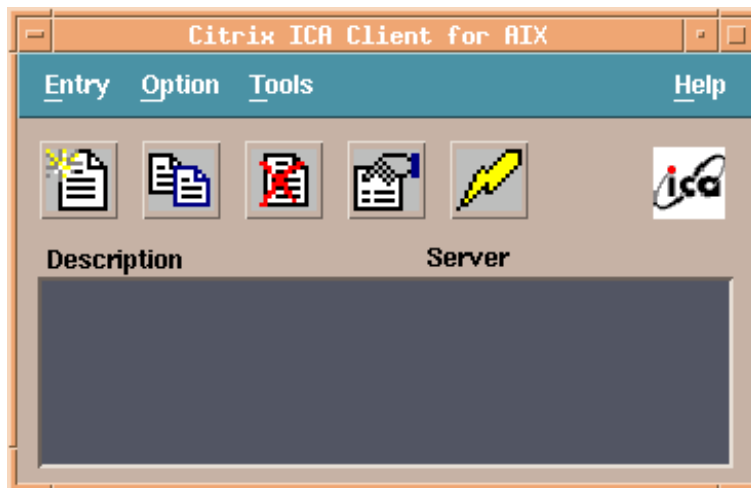 Citrix ICA Client for AIX
Entry Option Tools Help
ica
Description Server